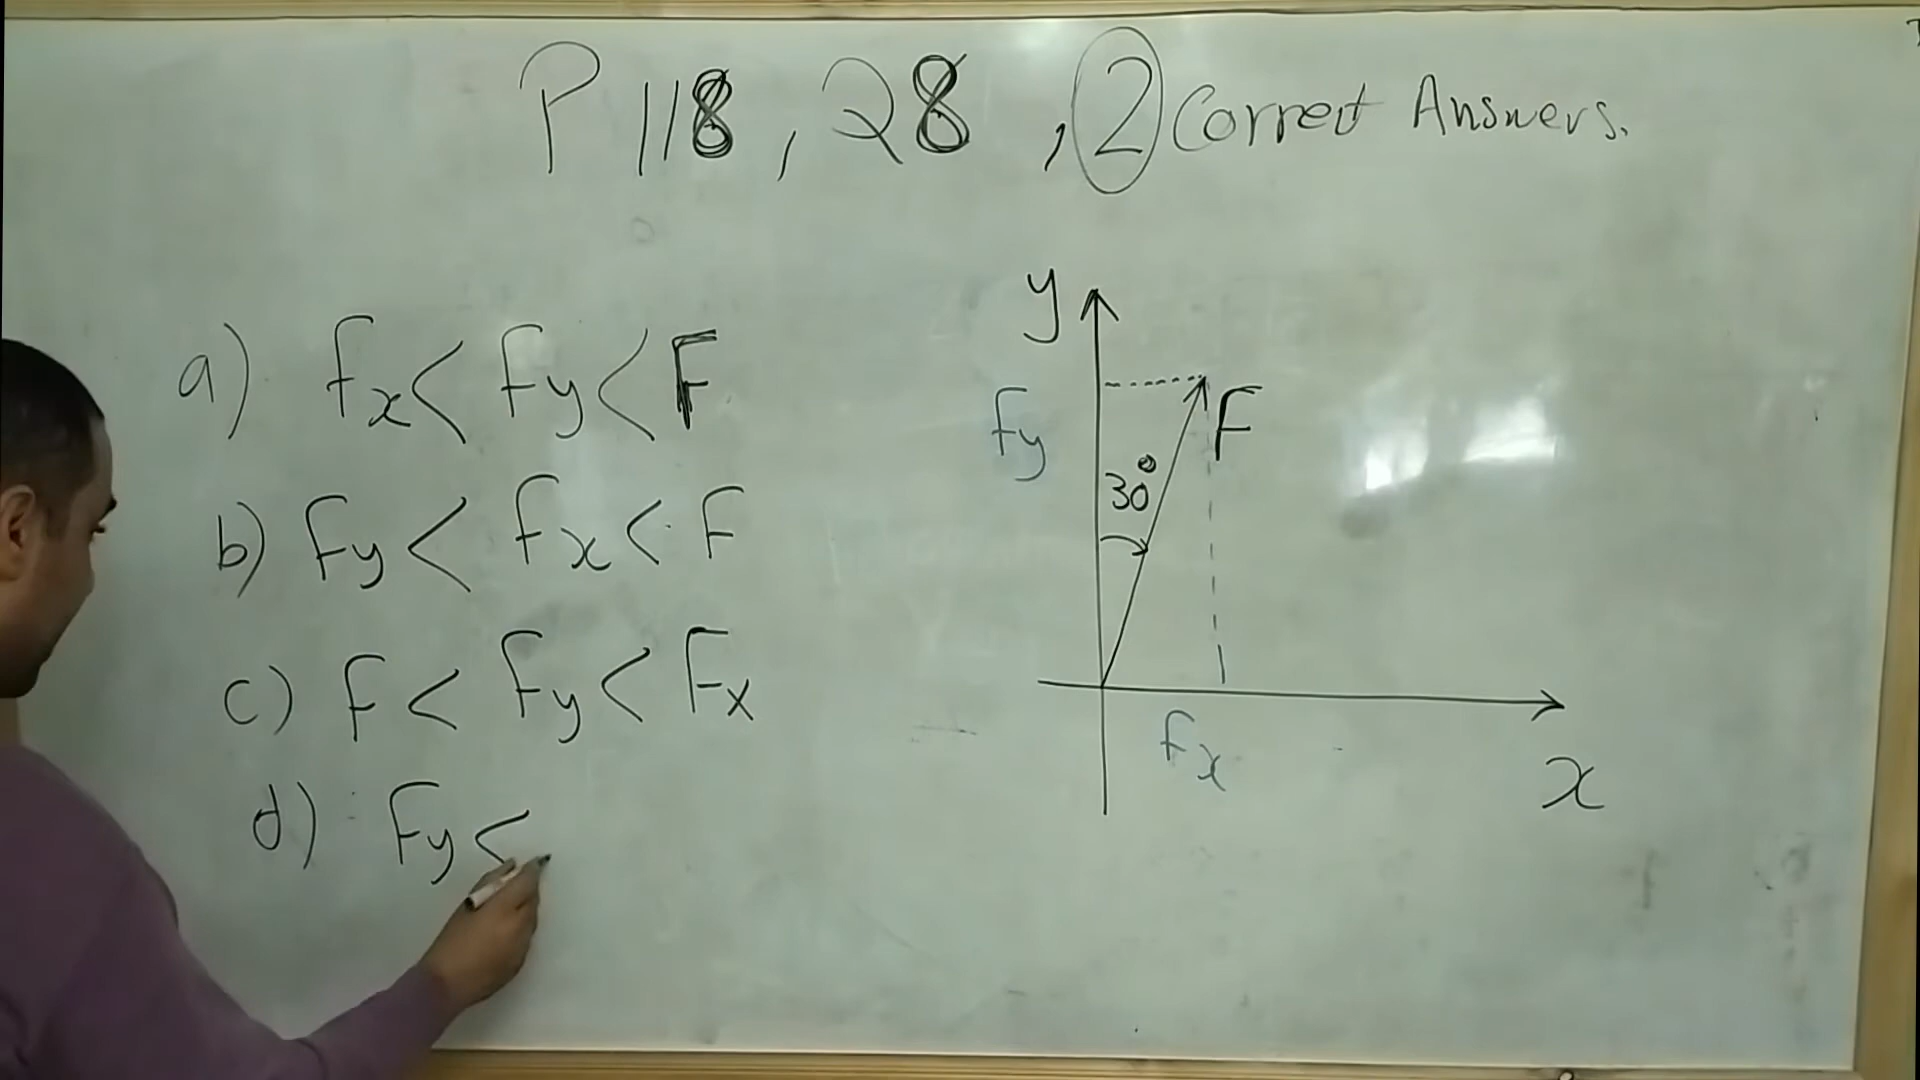 P 118, 28, 2 Correct Answers.
a) Fx < Fy < F
b) Fy < Fx < F
c) F < Fy < Fx
d) Fy <
y
Fy
F
30°
Fx
x